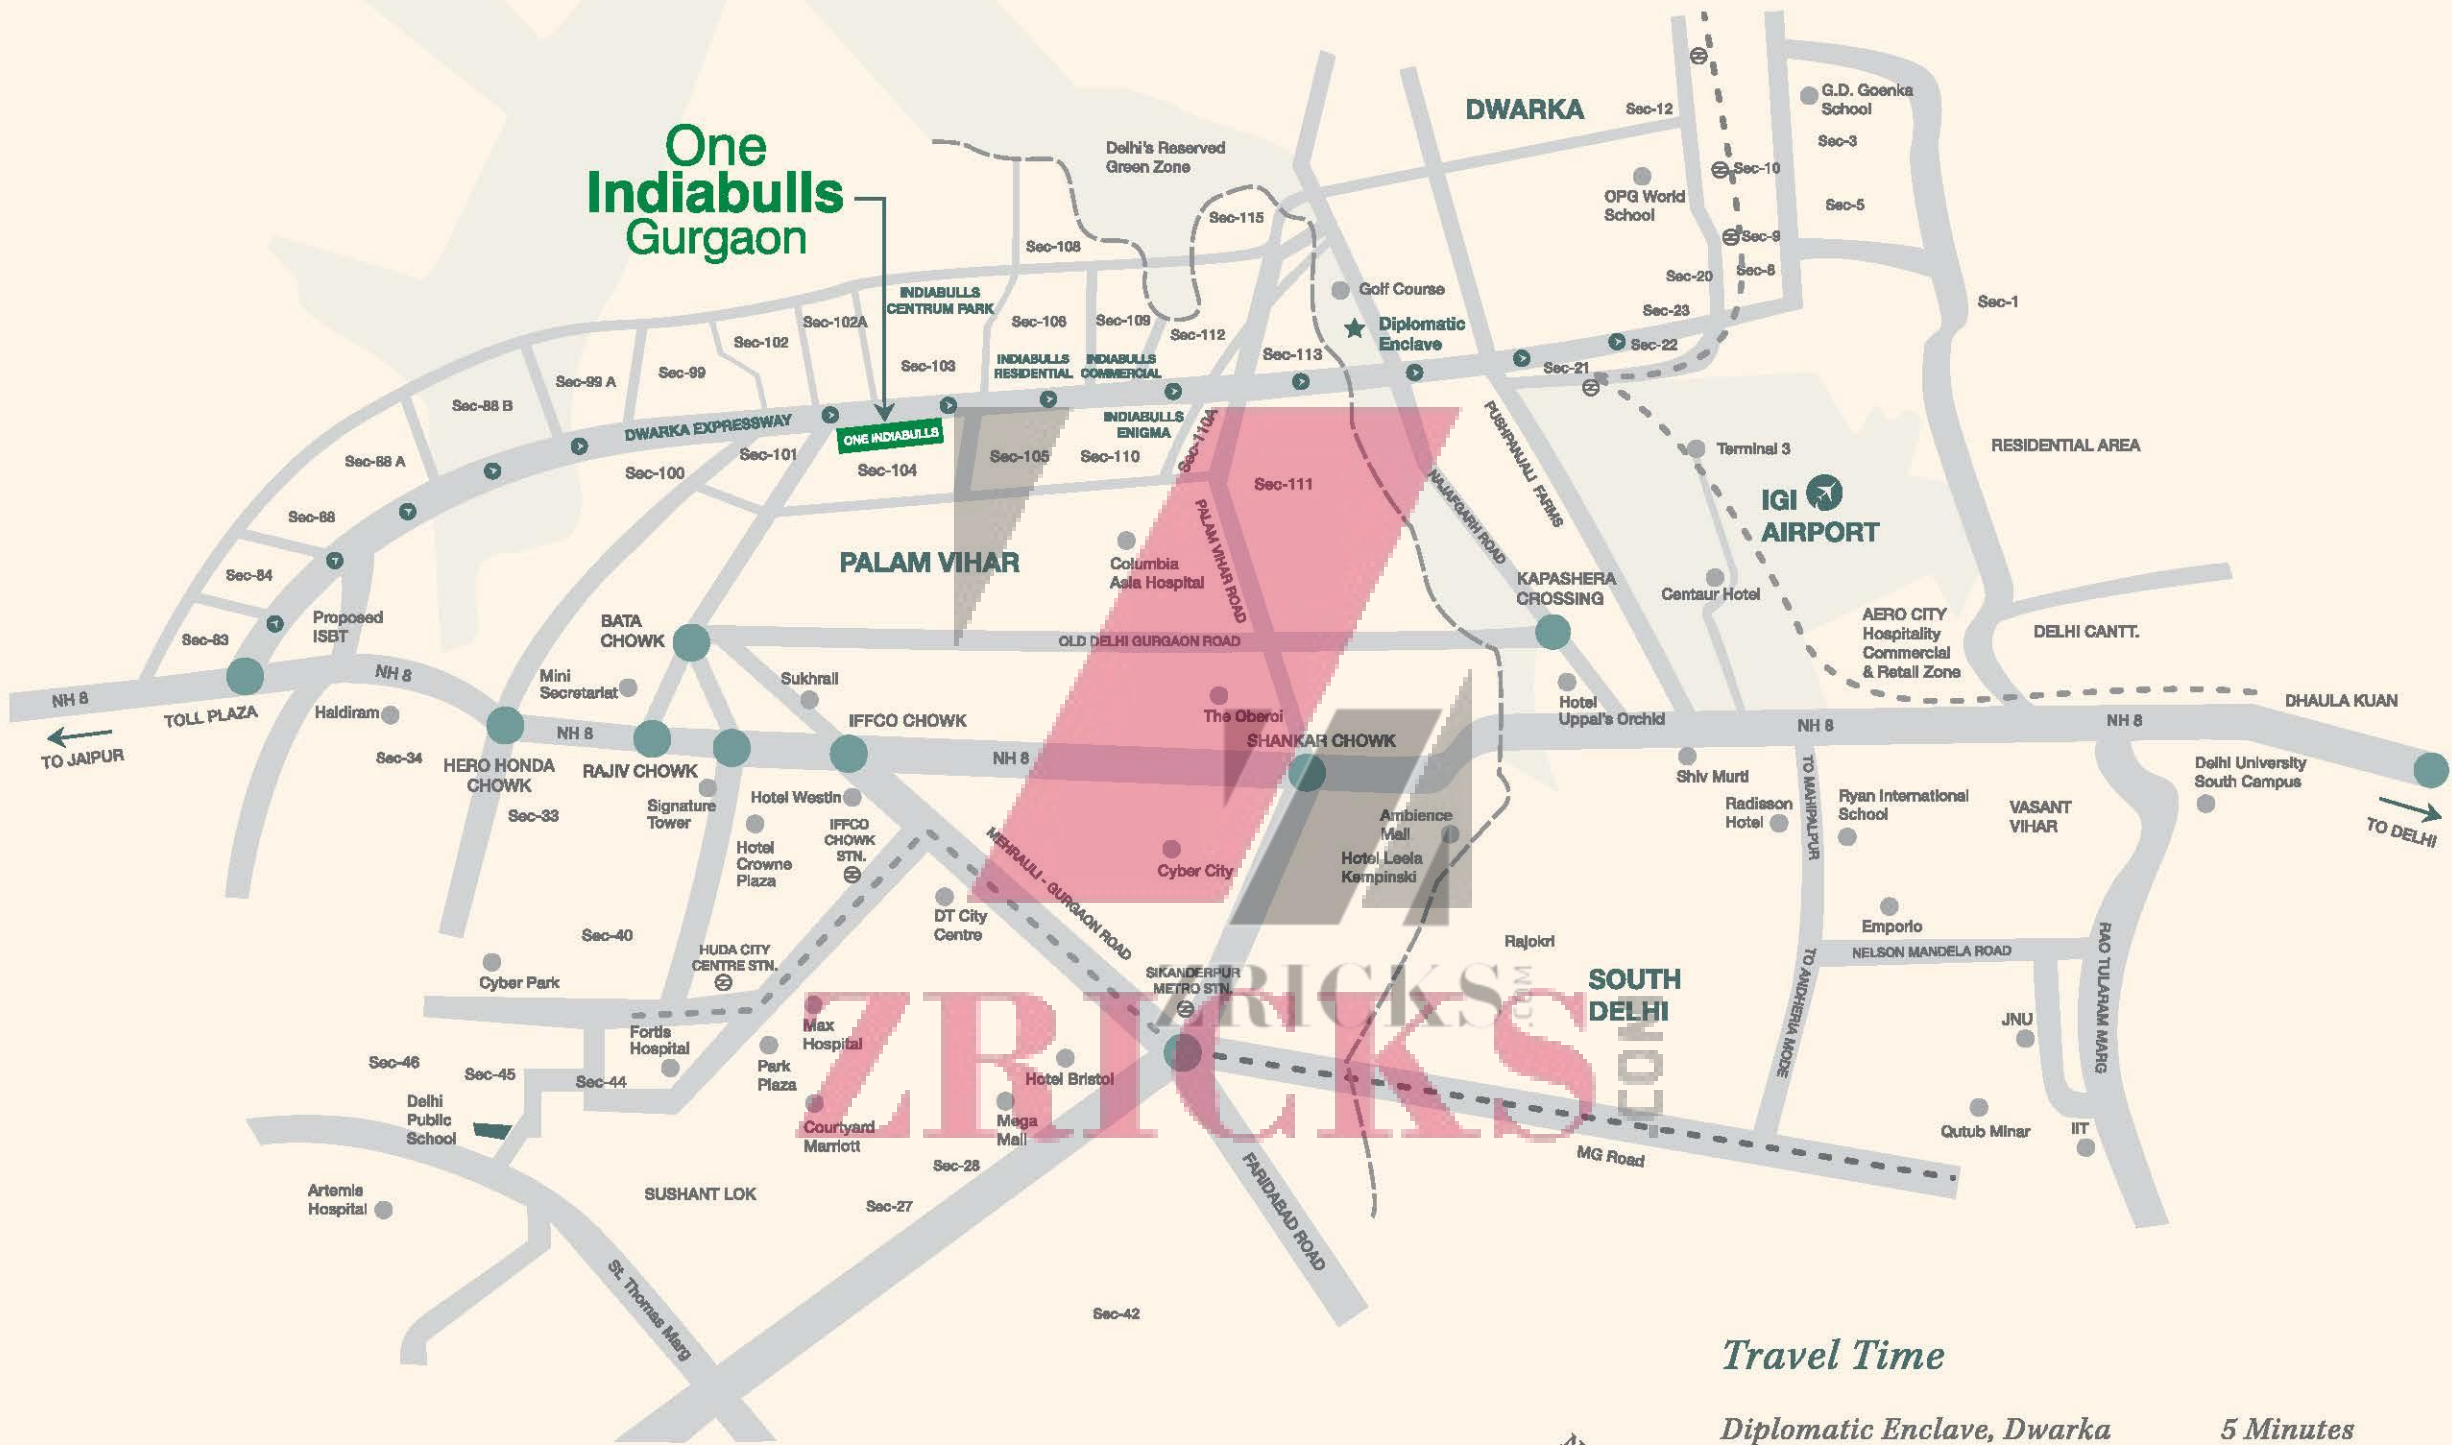 One
Indiabulls
Gurgaon
DWARKA
Sec-12
G.D. Goenka
School
Sec-3
Sec-10
OPG World
School
Sec-5
Sec-9
Sec-8
Sec-20
Sec-23
Sec-22
Sec-21
Sec-1
Delhi's Reserved
Green Zone
Sec-115
Sec-108
Golf Course
Diplomatic
Enclave
INDIABULLS
CENTRUM PARK
Sec-106
Sec-109
Sec-112
Sec-113
Sec-102A
Sec-102
Sec-103
INDIABULLS
RESIDENTIAL
INDIABULLS
COMMERCIAL
Sec-99
Sec-99 A
Sec-88 B
DWARKA EXPRESSWAY
ONE INDIABULLS
INDIABULLS
ENIGMA
Sec-110A
Sec-88 A
Sec-100
Sec-101
Sec-104
Sec-105
Sec-110
Sec-111
NAJAFGARH ROAD
PUSHPANJALI FARMS
Terminal 3
RESIDENTIAL AREA
IGI
AIRPORT
Sec-88
Sec-84
Sec-83
Proposed
ISBT
PALAM VIHAR
Columbia
Asia Hospital
PALAM VIHAR ROAD
KAPASHERA
CROSSING
Centaur Hotel
AERO CITY
Hospitality
Commercial
& Retail Zone
DELHI CANTT.
BATA
CHOWK
OLD DELHI GURGAON ROAD
NH 8
TOLL PLAZA
TO JAIPUR
NH 8
Haldiram
Mini
Secretariat
Sukhrali
IFFCO CHOWK
The Oberoi
SHANKAR CHOWK
Hotel
Uppal's Orchid
NH 8
NH 8
DHAULA KUAN
NH 8
NH 8
Sec-34
HERO HONDA
CHOWK
RAJIV CHOWK
Sec-33
Signature
Tower
Hotel Westin
Hotel
Crowne
Plaza
IFFCO
CHOWK
STN.
MEHRAULI - GURGAON ROAD
Cyber City
Ambience
Mall
Hotel Leela
Kempinski
Shiv Murti
Radisson
Hotel
TO MAHIPALPUR
Ryan International
School
VASANT
VIHAR
Delhi University
South Campus
TO DELHI
DT City
Centre
Sec-40
Cyber Park
HUDA CITY
CENTRE STN.
SIKANDERPUR
METRO STN.
Rajokri
SOUTH
DELHI
Emporio
NELSON MANDELA ROAD
TO ANDHERIA MODE
RAO TULARAM MARG
JNU
Qutub Minar
IIT
ZRICKS.COM
ZRICKS.COM
Fortis
Hospital
Max
Hospital
Park
Plaza
Courtyard
Marriott
Hotel Bristol
Mega
Mall
Sec-46
Sec-45
Sec-44
Delhi
Public
School
Sec-28
Sec-27
MG Road
FARIDABAD ROAD
Artemis
Hospital
SUSHANT LOK
St. Thomas Marg
Sec-42
Travel Time
Diplomatic Enclave, Dwarka 5 Minutes